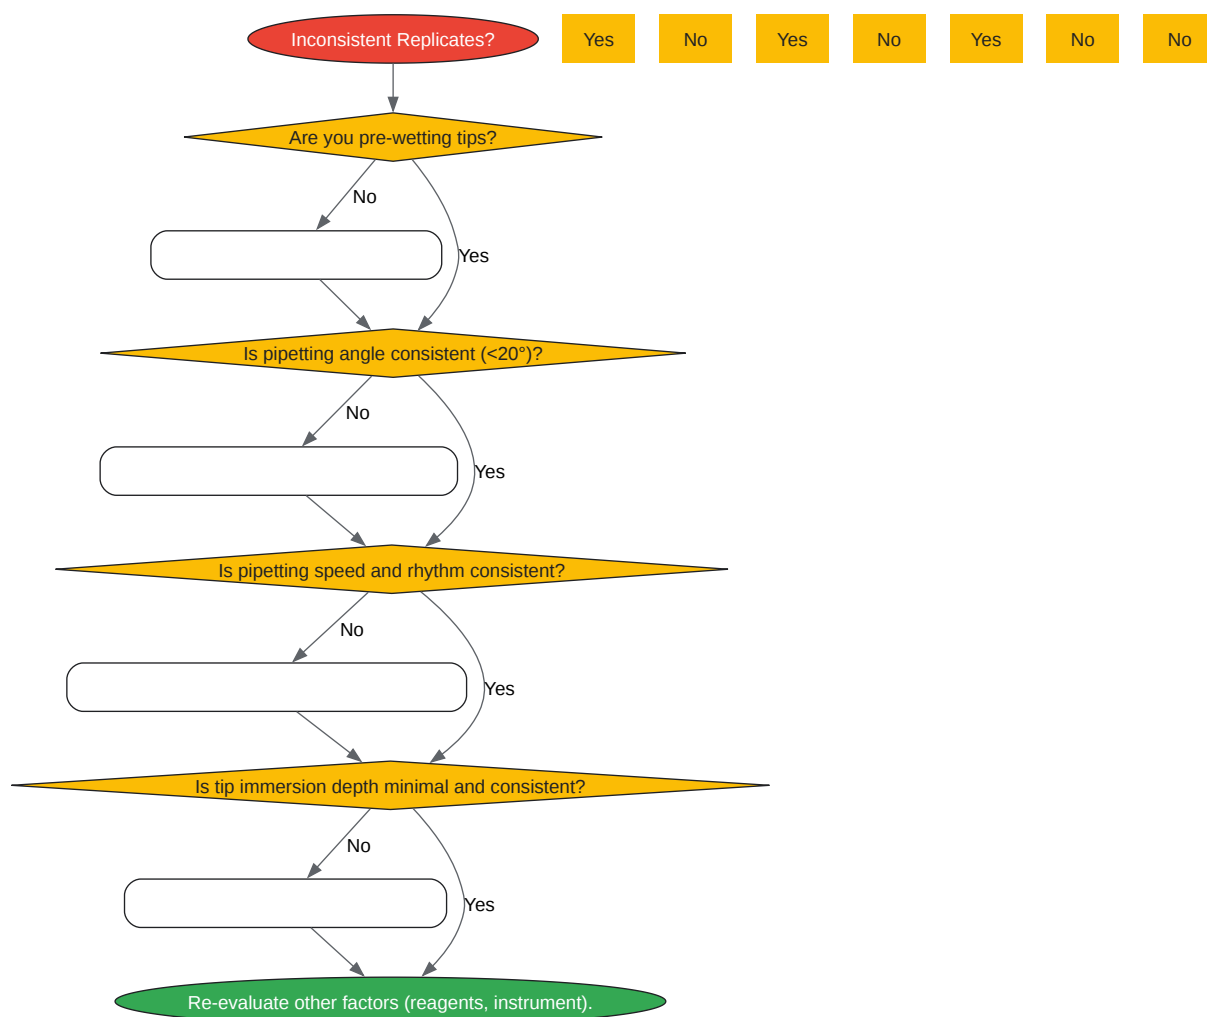 Inconsistent Replicates?
Yes
No
Yes
No
Yes
No
No
Are you pre-wetting tips?
No
Yes
Is pipetting angle consistent (<20°)?
No
Yes
Is pipetting speed and rhythm consistent?
No
Yes
Is tip immersion depth minimal and consistent?
No
Yes
Re-evaluate other factors (reagents, instrument).